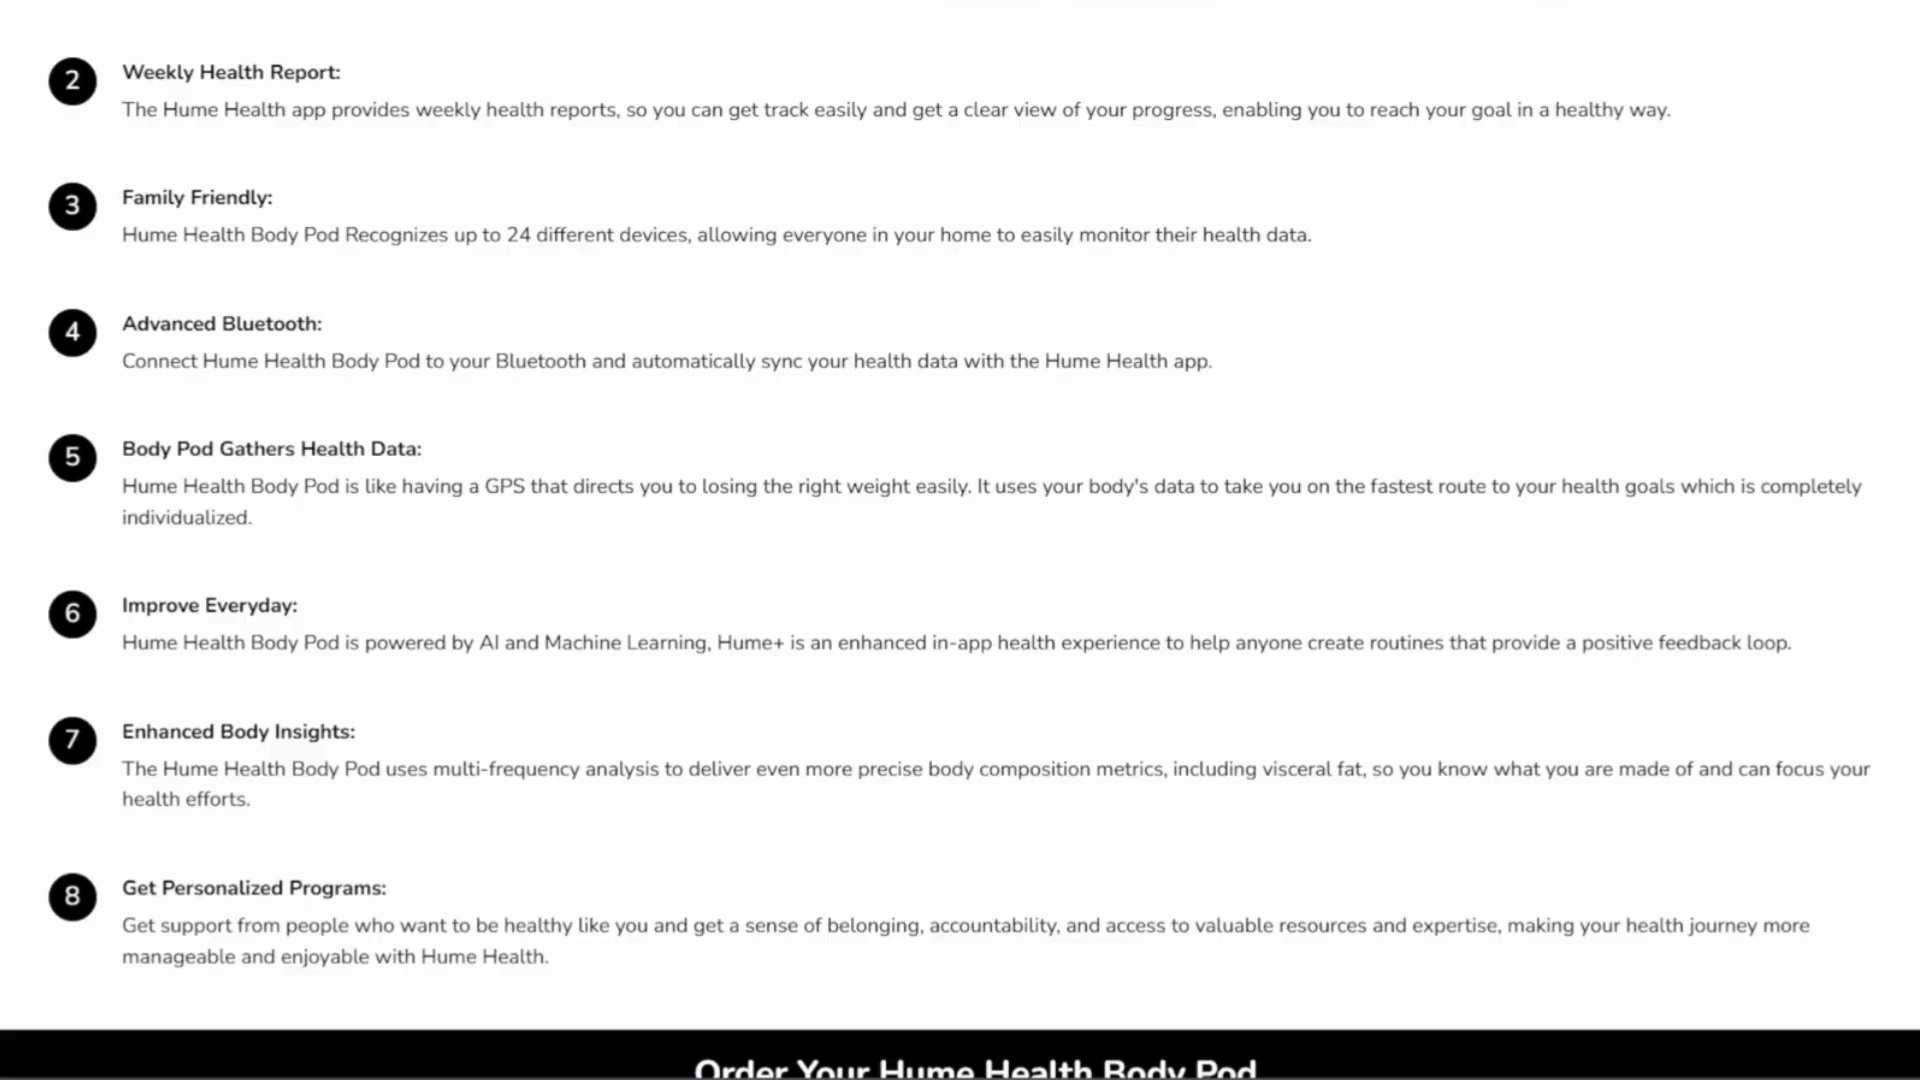 2
Weekly Health Report:
The Hume Health app provides weekly health reports, so you can get track easily and get a clear view of your progress, enabling you to reach your goal in a healthy way.
3
Family Friendly:
Hume Health Body Pod Recognizes up to 24 different devices, allowing everyone in your home to easily monitor their health data.
4
Advanced Bluetooth:
Connect Hume Health Body Pod to your Bluetooth and automatically sync your health data with the Hume Health app.
5
Body Pod Gathers Health Data:
Hume Health Body Pod is like having a GPS that directs you to losing the right weight easily. It uses your body's data to take you on the fastest route to your health goals which is completely
individualized.
6
Improve Everyday:
Hume Health Body Pod is powered by AI and Machine Learning, Hume+ is an enhanced in-app health experience to help anyone create routines that provide a positive feedback loop.
7
Enhanced Body Insights:
The Hume Health Body Pod uses multi-frequency analysis to deliver even more precise body composition metrics, including visceral fat, so you know what you are made of and can focus your
health efforts.
8
Get Personalized Programs:
Get support from people who want to be healthy like you and get a sense of belonging, accountability, and access to valuable resources and expertise, making your health journey more
manageable and enjoyable with Hume Health.
Order Your Hume Health Body Pod